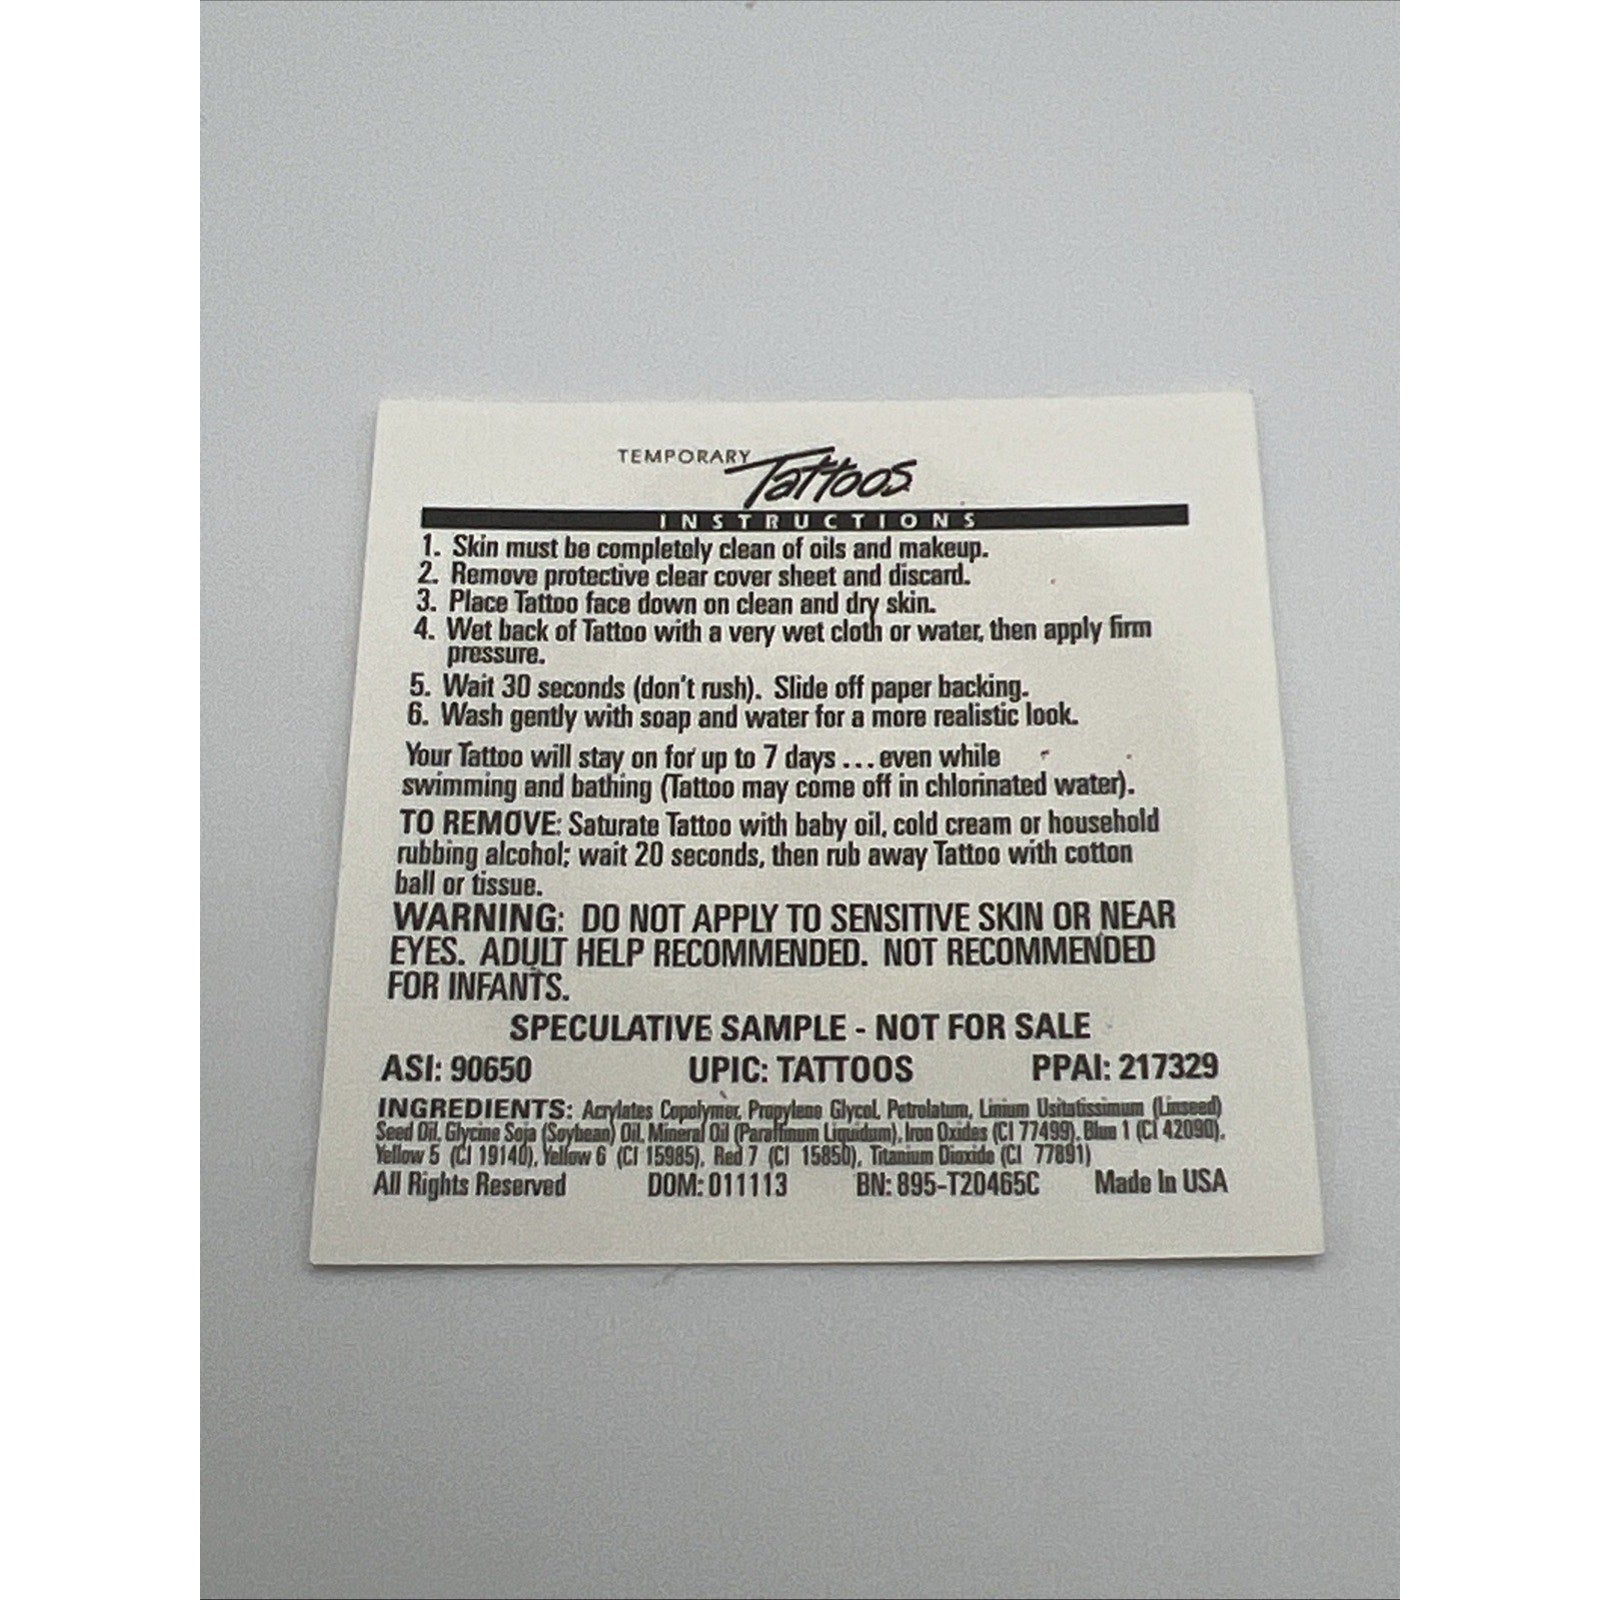 TEMPORARY Tattoos
INSTRUCTIONS
1. Skin must be completely clean of oils and makeup.
2. Remove protective clear cover sheet and discard.
3. Place Tattoo face down on clean and dry skin.
4. Wet back of Tattoo with a very wet cloth or water, then apply firm
pressure.
5. Wait 30 seconds (don't rush). Slide off paper backing.
6. Wash gently with soap and water for a more realistic look.
Your Tattoo will stay on for up to 7 days ... even while
swimming and bathing (Tattoo may come off in chlorinated water).
TO REMOVE: Saturate Tattoo with baby oil, cold cream or household
rubbing alcohol; wait 20 seconds, then rub away Tattoo with cotton
ball or tissue.
WARNING: DO NOT APPLY TO SENSITIVE SKIN OR NEAR
EYES. ADULT HELP RECOMMENDED. NOT RECOMMENDED
FOR INFANTS.
SPECULATIVE SAMPLE - NOT FOR SALE
ASI: 90650 UPIC: TATTOOS PPAI: 217329
INGREDIENTS: Acrylates Copolymer, Propylene Glycol, Petrolatum, Linium Usitatissimum (Linseed)
Seed Oil, Glycine Soja (Soybean) Oil, Mineral Oil (Paraffinum Liquidum), Iron Oxides (CI 77499), Blue 1 (CI 42090),
Yellow 5 (CI 19140), Yellow 6 (CI 15985), Red 7 (CI 15850), Titanium Dioxide (CI 77891)
All Rights Reserved DOM: 011113 BN: 895-T20465C Made In USA